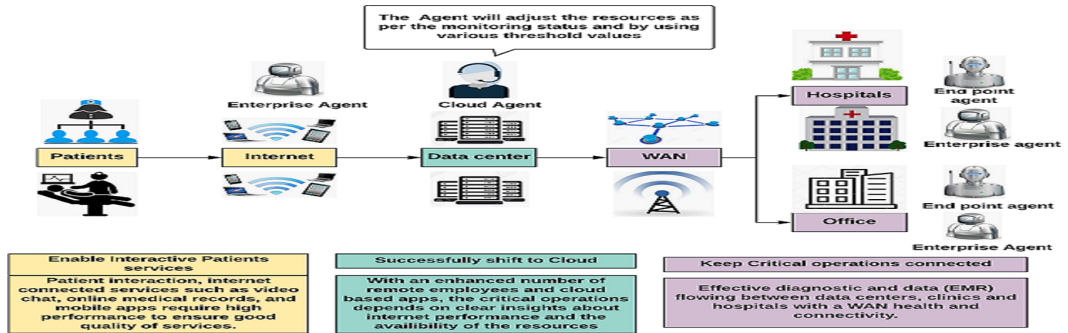 The Agent will adjust the resources as
per the monitoring status and by using
various threshold values
Enterprise Agent
Cloud Agent
Hospitals
End point
agent
Enterprise agent
Patients
Internet
Data center
WAN
End point agent
Office
Enterprise Agent
Enable Interactive Patients
services
Patient interaction, internet
connected services such as video
chat, online medical records, and
mobile apps require high
performance to ensure good
quality of services.
Successfully shift to Cloud
With an enhanced number of
remote employees and cloud
based apps, the critical operations
depends on clear insights about
internet performance and the
availibility of the resources
Keep Critical operations connected
Effective diagnostic and data (EMR)
flowing between data centers, clinics and
hospitals with a WAN health and
connectivity.